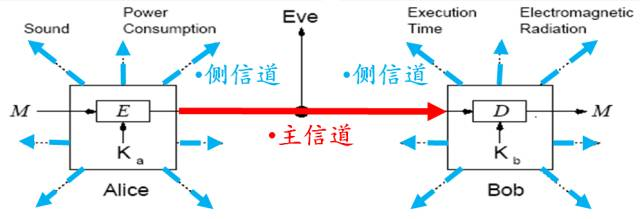 Sound
Power
Consumption
Eve
Execution
Time
Electromagnetic
Radiation
•侧信道
•侧信道
M
E
D
M
•主信道
K a
K b
Alice
Bob